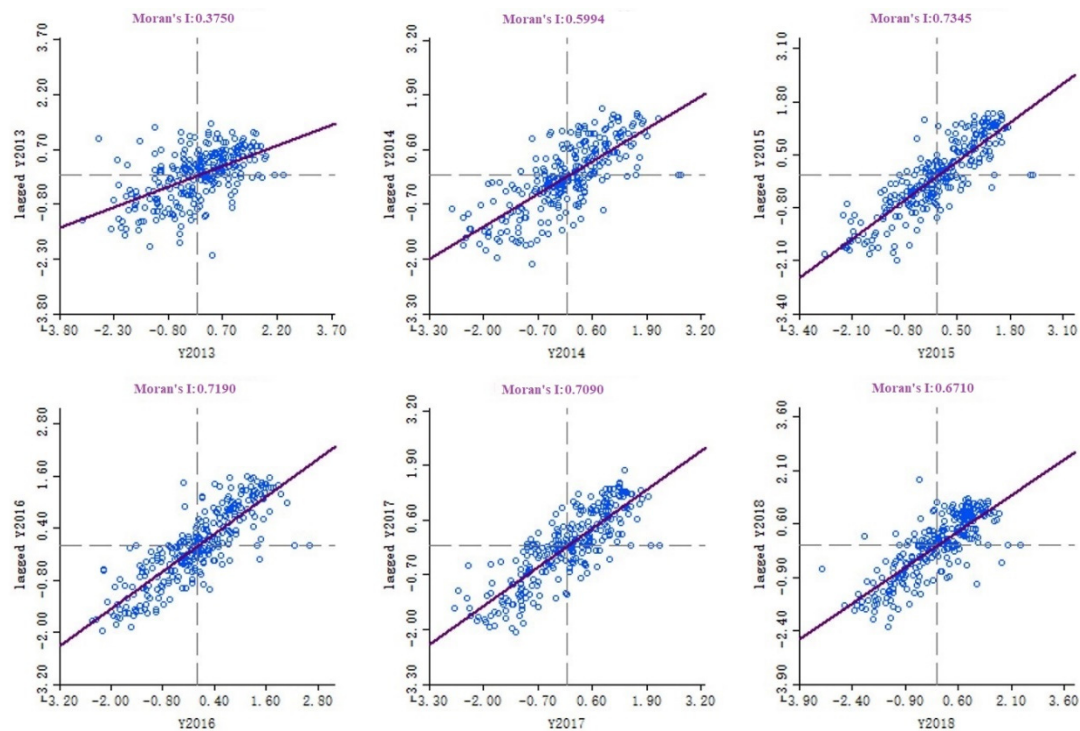 Moran's I:0.3750
3.70
2.20
0.70
-0.80
-2.30
-3.80
lagged Y2013
-3.80 -2.30 -0.80 0.70 2.20 3.70
Y2013
Moran's I:0.5994
3.20
1.90
0.60
-0.70
-2.00
-3.30
lagged Y2014
-3.30 -2.00 -0.70 0.60 1.90 3.20
Y2014
Moran's I:0.7345
3.10
1.80
0.50
-0.80
-2.10
-3.40
lagged Y2015
-3.40 -2.10 -0.80 0.50 1.80 3.10
Y2015
Moran's I:0.7190
2.80
1.60
0.40
-0.80
-2.00
-3.20
lagged Y2016
-3.20 -2.00 -0.80 0.40 1.60 2.80
Y2016
Moran's I:0.7090
3.20
1.90
0.60
-0.70
-2.00
-3.30
lagged Y2017
-3.30 -2.00 -0.70 0.60 1.90 3.20
Y2017
Moran's I:0.6710
3.60
2.10
0.60
-0.90
-2.40
-3.90
lagged Y2018
-3.90 -2.40 -0.90 0.60 2.10 3.60
Y2018